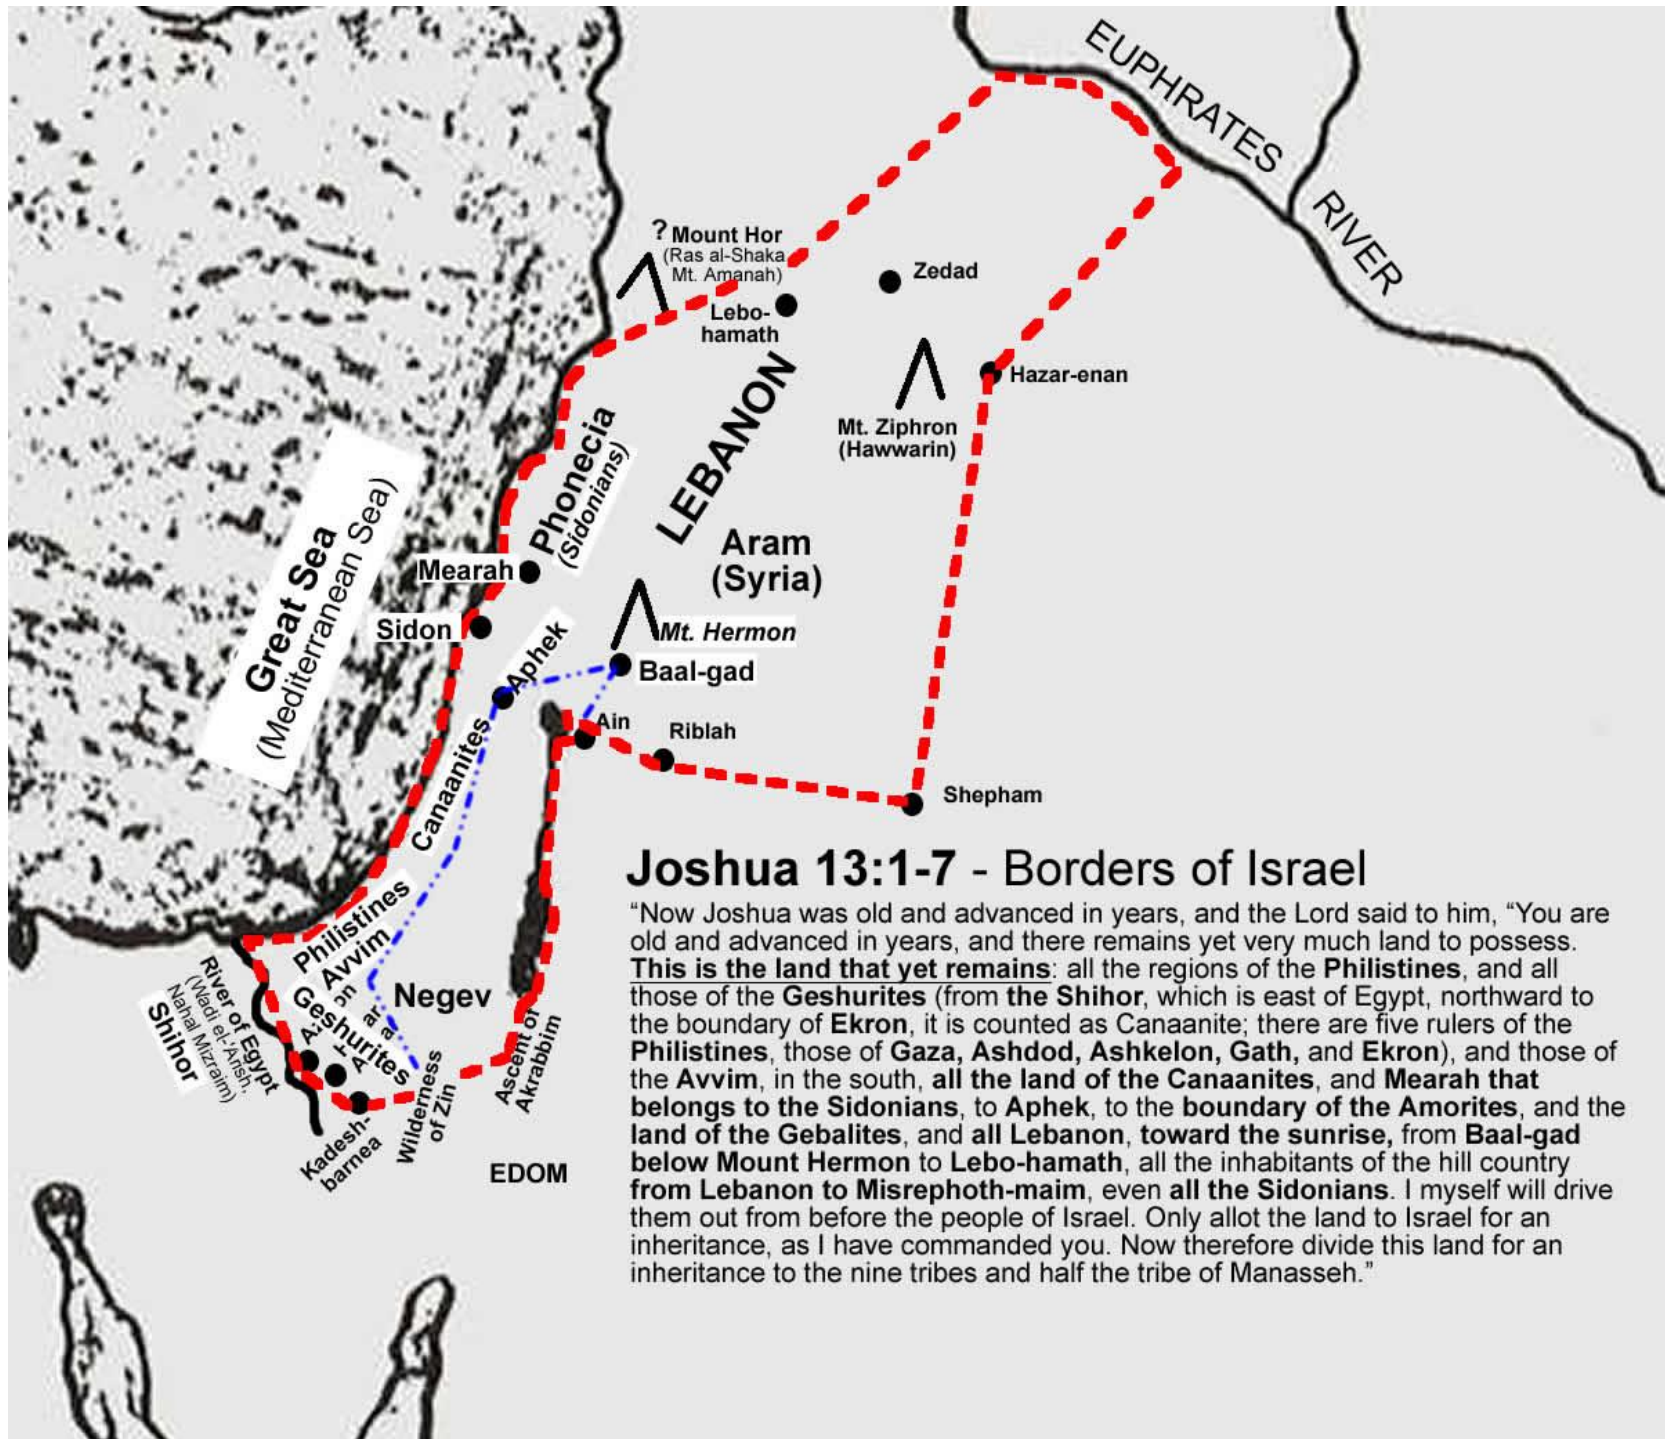 EUPHRATES
RIVER
? Mount Hor
(Ras al-Shaka
Mt. Amanah)
Zedad
Lebo-
hamath
Hazar-enan
Mt. Ziphron
(Hawwarin)
LEBANON
Phonecia
(Sidonians)
Great Sea
(Mediterranean Sea)
Aram
(Syria)
Mearah
Sidon
Mt. Hermon
Aphek
Baal-gad
Ain
Riblah
Canaanites
Shepham
Philistines
Avvim
Geshurites
Negev
River of Egypt
(Wadi el-'Arish,
Nahal Mizraim)
Shihor
Kadesh-
barnea
Wilderness
of Zin
Ascent of
Akrabbim
EDOM
Joshua 13:1-7 - Borders of Israel
“Now Joshua was old and advanced in years, and the Lord said to him, “You are
old and advanced in years, and there remains yet very much land to possess.
This is the land that yet remains: all the regions of the Philistines, and all
those of the Geshurites (from the Shihor, which is east of Egypt, northward to
the boundary of Ekron, it is counted as Canaanite; there are five rulers of the
Philistines, those of Gaza, Ashdod, Ashkelon, Gath, and Ekron), and those of
the Avvim, in the south, all the land of the Canaanites, and Mearah that
belongs to the Sidonians, to Aphek, to the boundary of the Amorites, and the
land of the Gebalites, and all Lebanon, toward the sunrise, from Baal-gad
below Mount Hermon to Lebo-hamath, all the inhabitants of the hill country
from Lebanon to Misrephoth-maim, even all the Sidonians. I myself will drive
them out from before the people of Israel. Only allot the land to Israel for an
inheritance, as I have commanded you. Now therefore divide this land for an
inheritance to the nine tribes and half the tribe of Manasseh.”